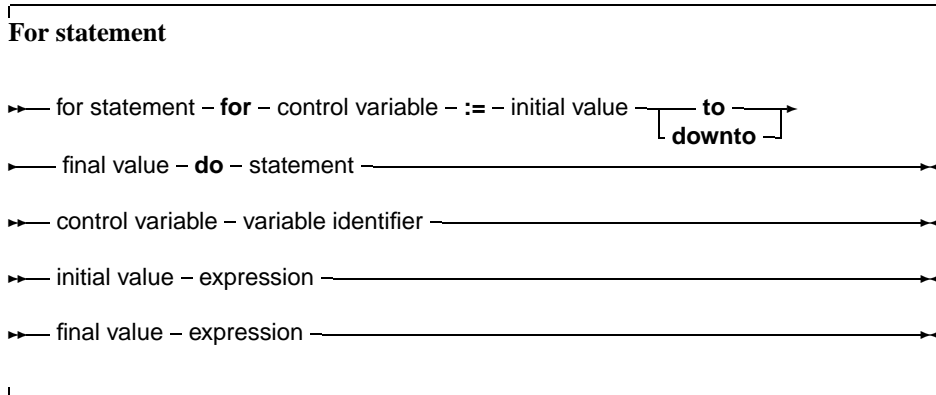 For statement
for statement – for – control variable – := – initial value – to –
downto –
final value – do – statement –
control variable – variable identifier –
initial value – expression –
final value – expression –